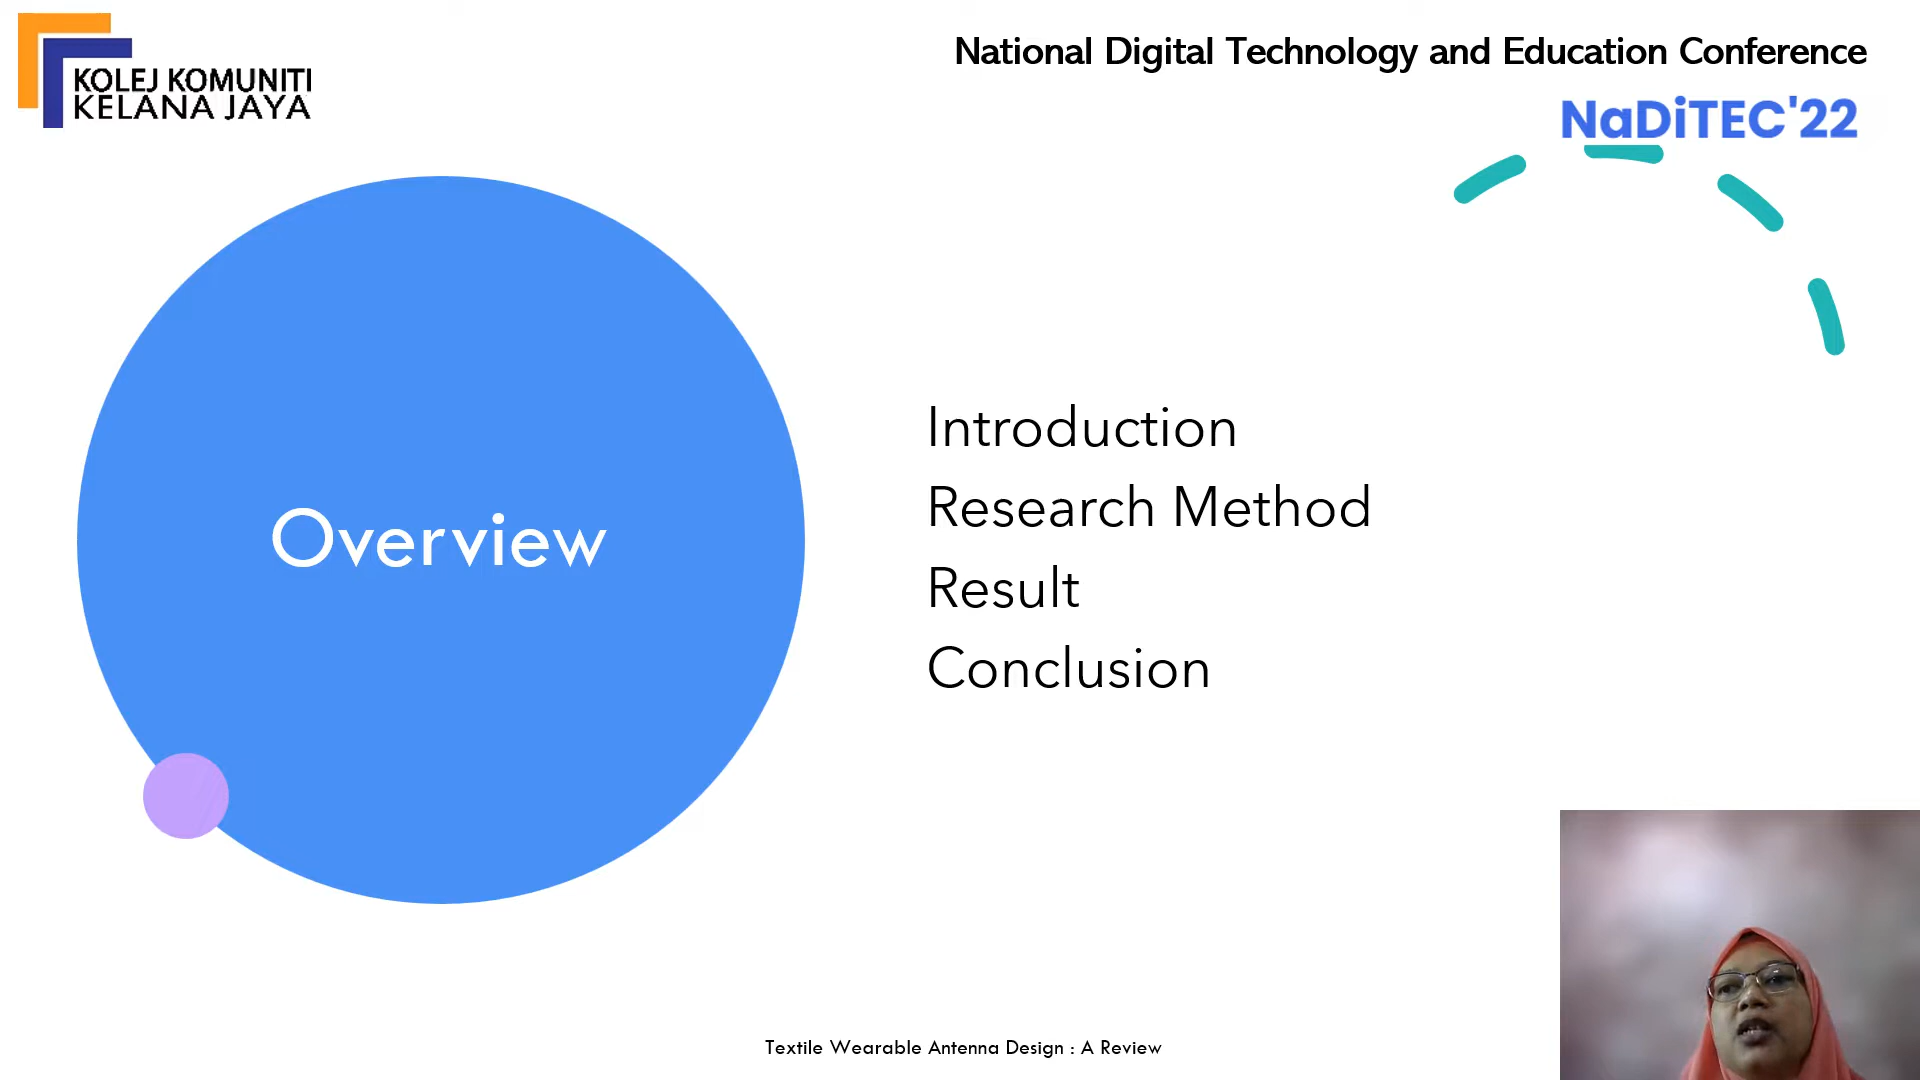 KOLEJ KOMUNITI
KELANA JAYA
National Digital Technology and Education Conference
NaDiTEC'22
Overview
Introduction
Research Method
Result
Conclusion
Textile Wearable Antenna Design : A Review